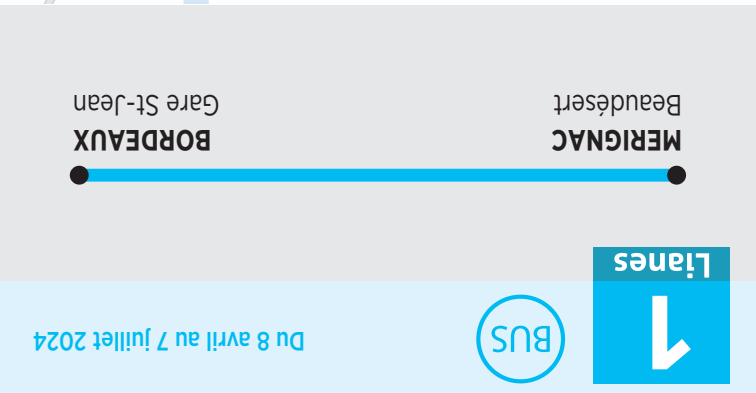 1
Lianes
BUS
Du 8 avril au 7 juillet 2024
MERIGNAC
Beaudésert
BORDEAUX
Gare St-Jean